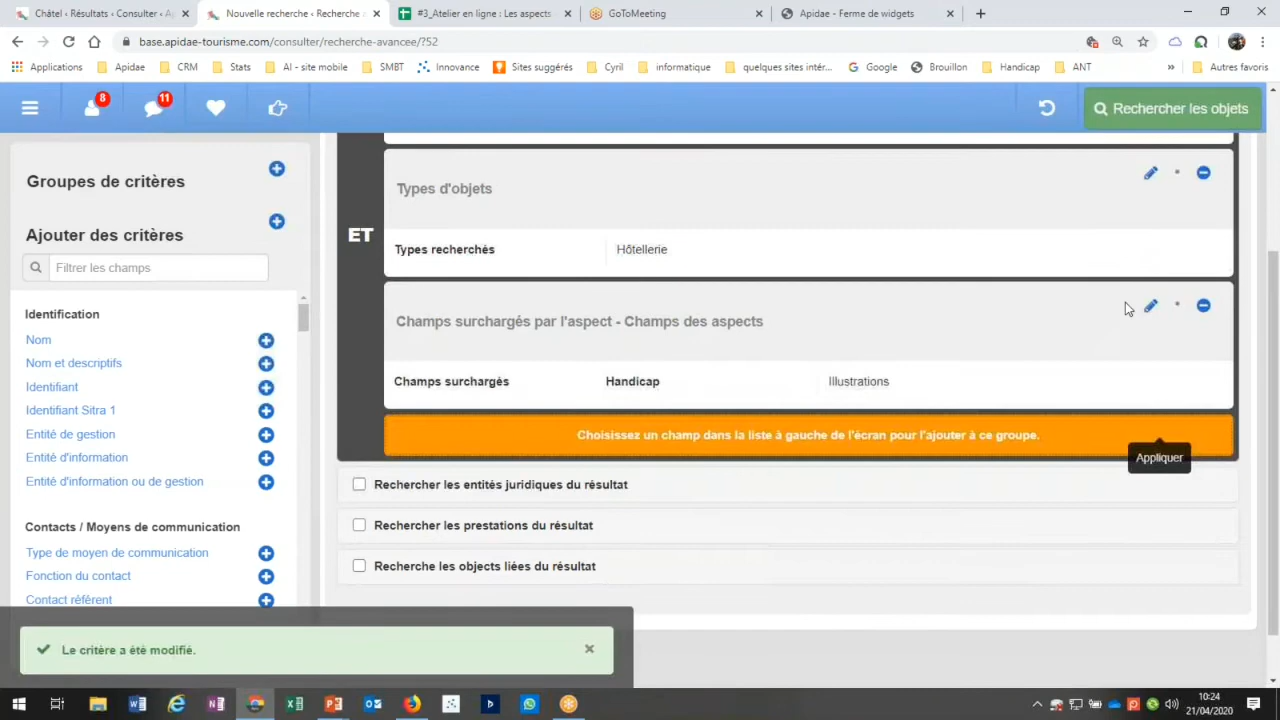 Châtel ‹ Résultats ‹ Consulter ‹ A
Nouvelle recherche ‹ Recherche
#3_Atelier en ligne : Les aspects
GoToMeeting
Apidae - Ferme de widgets
base.apidae-tourisme.com/consulter/recherche-avancee/?52
Applications
Apidae
CRM
Stats
AI - site mobile
SMBT
Innovance
Sites suggérés
Cyril
informatique
quelques sites intér...
Google
Brouillon
Handicap
ANT
»
Autres favoris
8
11
Rechercher les objets
Groupes de critères
Ajouter des critères
Filtrer les champs
Identification
Nom
Nom et descriptifs
Identifiant
Identifiant Sitra 1
Entité de gestion
Entité d'information
Entité d'information ou de gestion
Contacts / Moyens de communication
Type de moyen de communication
Fonction du contact
Contact référent
ET
Types d'objets
Types recherchés
Hôtellerie
Champs surchargés par l'aspect - Champs des aspects
Champs surchargés
Handicap
Illustrations
Choisissez un champ dans la liste à gauche de l'écran pour l'ajouter à ce groupe.
Appliquer
Rechercher les entités juridiques du résultat
Rechercher les prestations du résultat
Recherche les objects liées du résultat
Le critère a été modifié.
10:24
21/04/2020